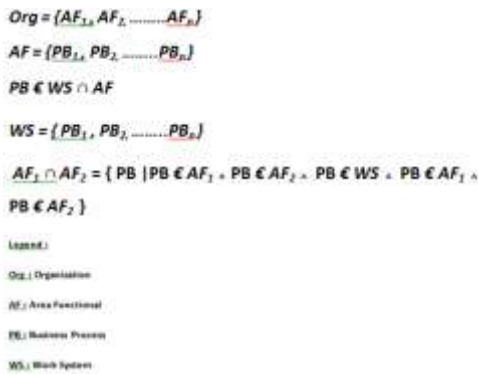 Org = {AF₁, AF₂, ........AFₙ}
AF = {PB₁, PB₂, ........PBₙ}
PB € WS ∩ AF
WS = { PB₁ , PB₂, ........PBₙ}
AF₁ ∩ AF₂ = { PB |PB € AF₁ ∧ PB € AF₂ ∧ PB € WS ∧ PB € AF₁ ∧
PB € AF₂ }
Legend :
Org : Organisation
AF : Area Functional
PB : Business Process
WS : Work System